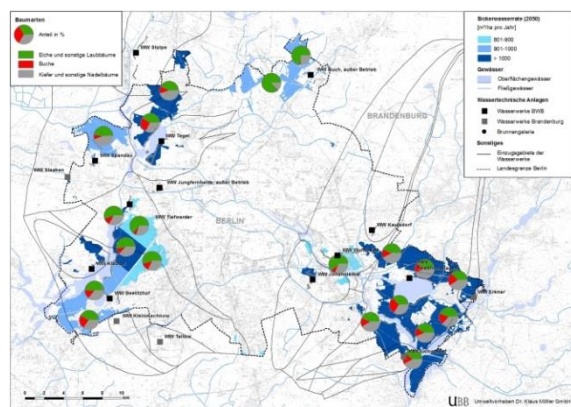 Baumarten
Anteil in %
Eiche und sonstige Laubbäume
Buche
Kiefer und sonstige Nadelbäume
Sickerwasserrate (2050)
[m³/ha pro Jahr]
801-900
801-1000
> 1000
Gewässer
Oberflächengewässer
Fließgewässer
Wassertechnische Anlagen
Wasserwerke BWB
Wasserwerke Brandenburg
Brunnengalerie
Sonstiges
Einzugsgebiete der
Wasserwerke
Landesgrenze Berlin
WW Stolpe
WW Buch, außer Betrieb
BRANDENBURG
WW Tegel
WW Spandau
WW Staaken
WW Jungfernheide, außer Betrieb
WW Tiefwerder
BERLIN
WW Kaulsdorf
WW Johannisthal
WW Erkner
WW Beelitzhof
WW Kleinmachnow
WW Teltow
UBB Umweltvorhaben Dr. Klaus Möller GmbH